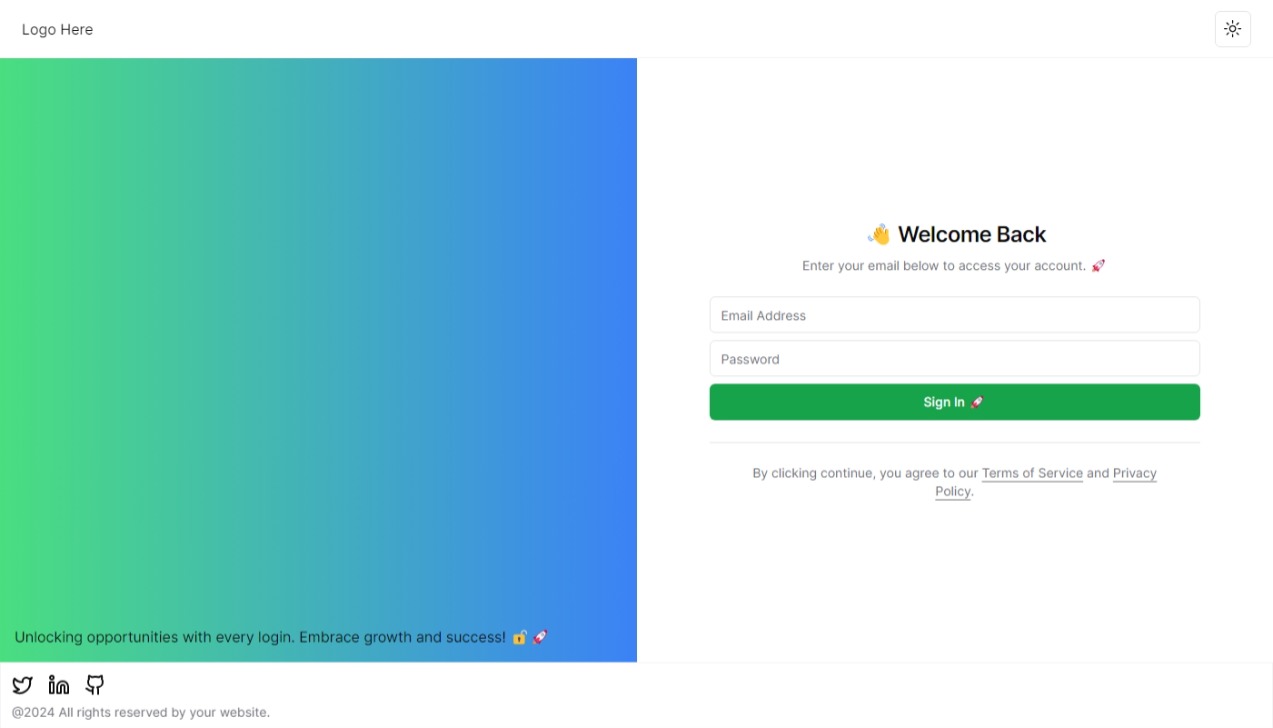 Logo Here
👋 Welcome Back
Enter your email below to access your account. 🚀
Email Address
Password
Sign In 🚀
By clicking continue, you agree to our Terms of Service and Privacy
Policy.
Unlocking opportunities with every login. Embrace growth and success! 🔓 🚀
@2024 All rights reserved by your website.